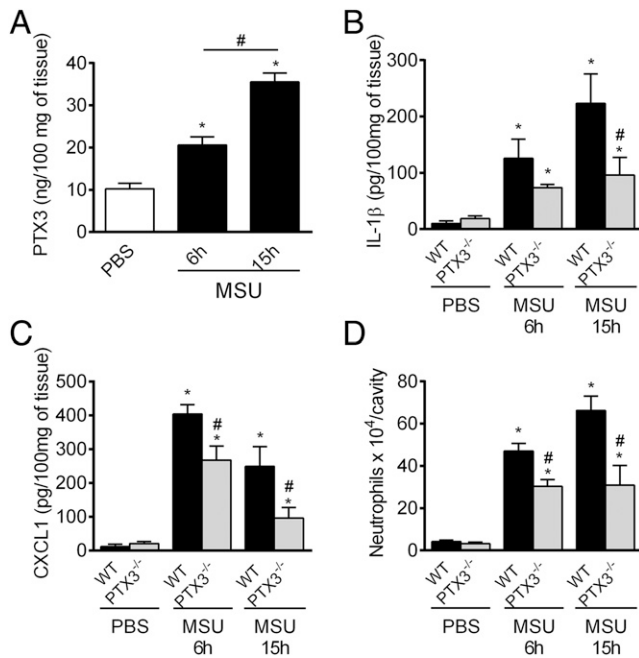 A
PTX3 (ng/100 mg of tissue)
40
30
20
10
0
#
*
*
PBS
6h
15h
MSU
B
IL-1β (pg/100mg of tissue)
300
200
100
0
*
*
*
#
*
WT
PTX3-/-
WT
PTX3-/-
WT
PTX3-/-
PBS
MSU
6h
MSU
15h
C
CXCL1 (pg/100mg of tissue)
500
400
300
200
100
0
*
#
*
*
#
*
WT
PTX3-/-
WT
PTX3-/-
WT
PTX3-/-
PBS
MSU
6h
MSU
15h
D
Neutrophils x 10⁴/cavity
80
60
40
20
0
*
#
*
*
#
*
WT
PTX3-/-
WT
PTX3-/-
WT
PTX3-/-
PBS
MSU
6h
MSU
15h